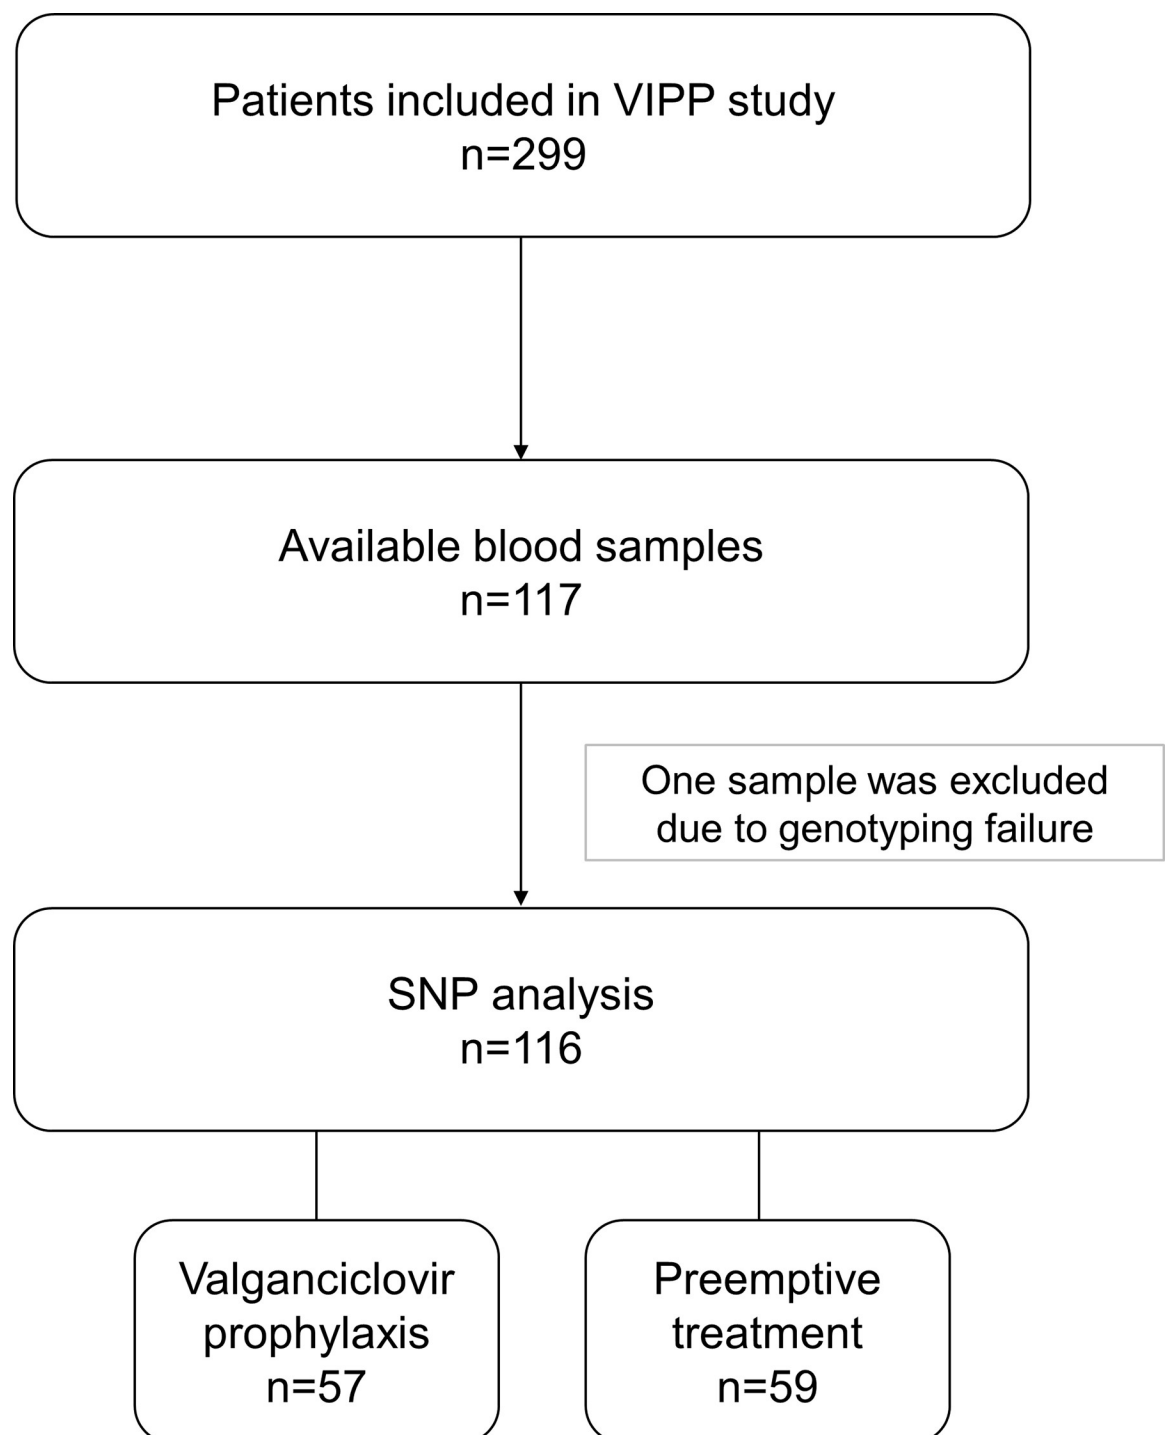 Patients included in VIPP study
n=299
Available blood samples
n=117
One sample was excluded
due to genotyping failure
SNP analysis
n=116
Valganciclovir
prophylaxis
n=57
Preemptive
treatment
n=59